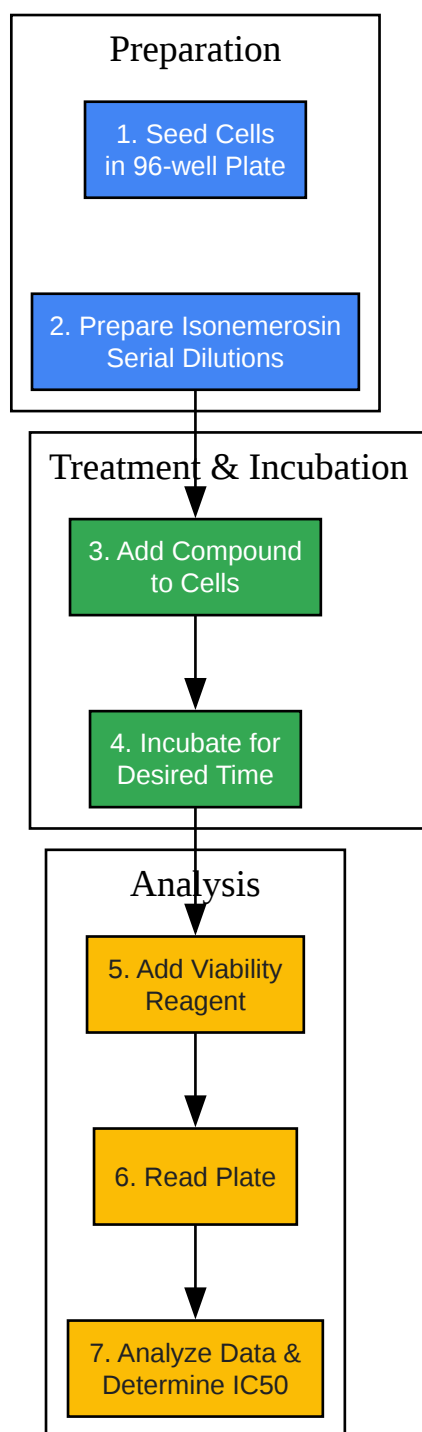 Preparation
1. Seed Cells
in 96-well Plate
2. Prepare Isonemerosin
Serial Dilutions
Treatment & Incubation
3. Add Compound
to Cells
4. Incubate for
Desired Time
Analysis
5. Add Viability
Reagent
6. Read Plate
7. Analyze Data &
Determine IC50